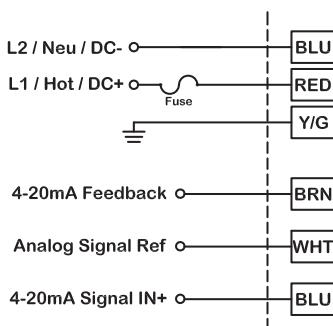 L2 / Neu / DC- BLU
L1 / Hot / DC+ RED
Fuse
Y/G
4-20mA Feedback BRN
Analog Signal Ref WHT
4-20mA Signal IN+ BLU